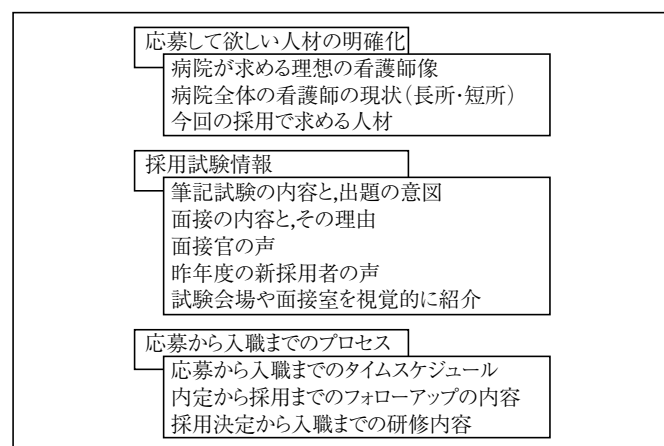 応募して欲しい人材の明確化
病院が求める理想の看護師像
病院全体の看護師の現状(長所・短所)
今回の採用で求める人材
採用試験情報
筆記試験の内容と,出題の意図
面接の内容と,その理由
面接官の声
昨年度の新採用者の声
試験会場や面接室を視覚的に紹介
応募から入職までのプロセス
応募から入職までのタイムスケジュール
内定から採用までのフォローアップの内容
採用決定から入職までの研修内容